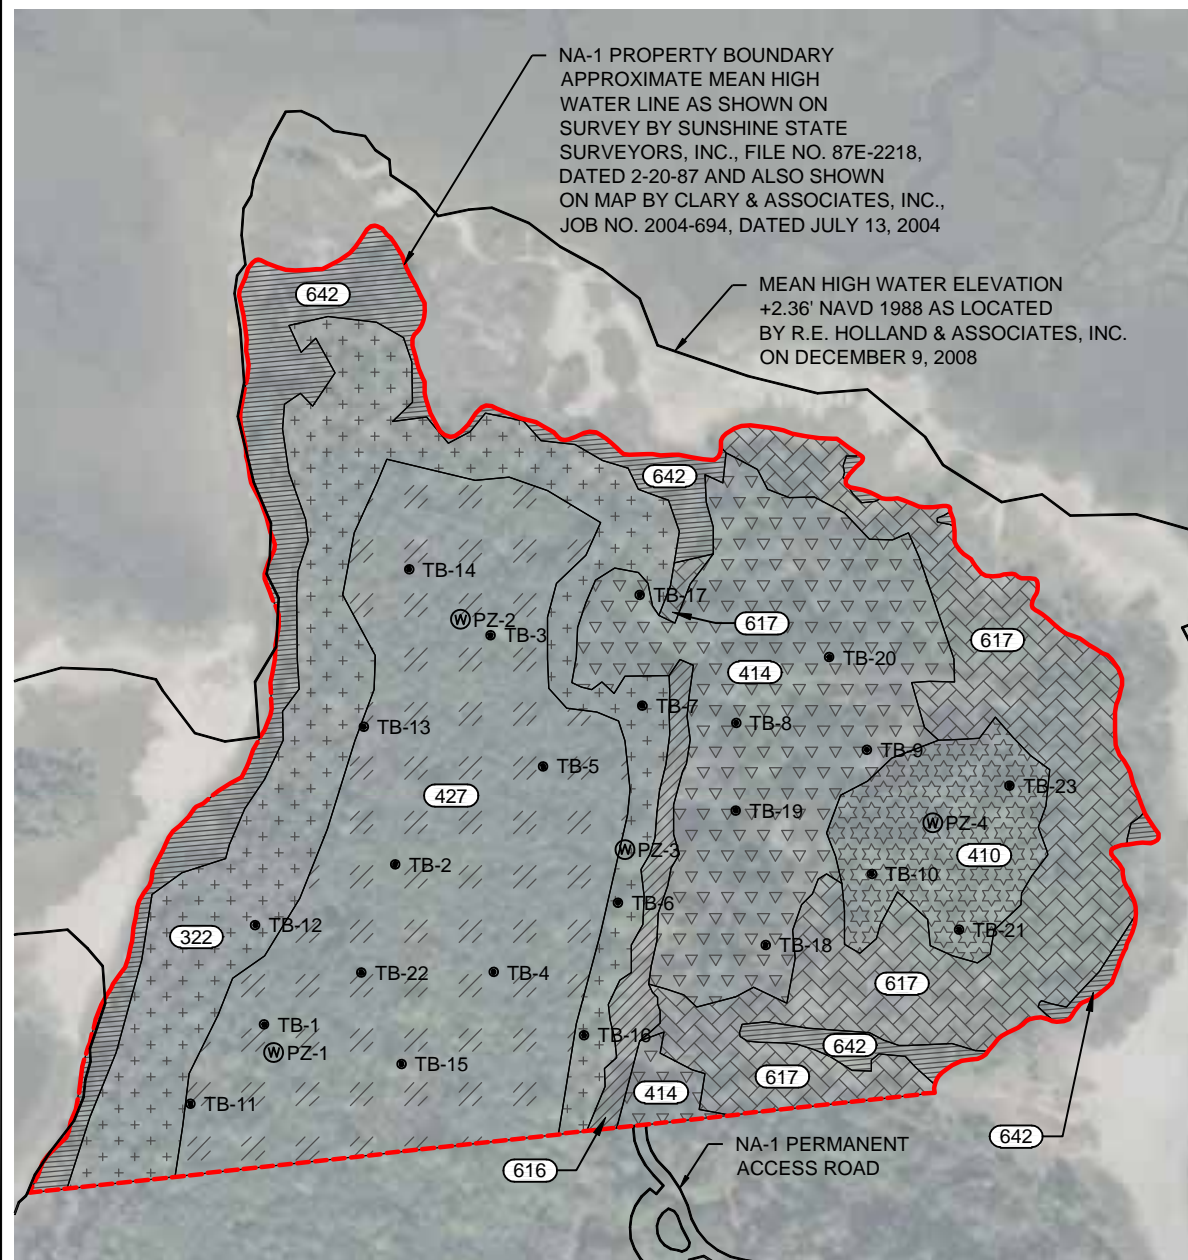 NA-1 PROPERTY BOUNDARY
APPROXIMATE MEAN HIGH
WATER LINE AS SHOWN ON
SURVEY BY SUNSHINE STATE
SURVEYORS, INC., FILE NO. 87E-2218,
DATED 2-20-87 AND ALSO SHOWN
ON MAP BY CLARY & ASSOCIATES, INC.,
JOB NO. 2004-694, DATED JULY 13, 2004
MEAN HIGH WATER ELEVATION
+2.36' NAVD 1988 AS LOCATED
BY R.E. HOLLAND & ASSOCIATES, INC.
ON DECEMBER 9, 2008
642
642
TB-14
TB-17
W PZ-2
617
TB-3
617
TB-20
414
TB-7
TB-8
TB-13
TB-9
TB-5
TB-23
427
TB-19
W PZ-4
W PZ-3
410
TB-2
TB-10
TB-6
TB-12
TB-21
322
TB-18
TB-22
TB-4
617
TB-1
TB-16
642
W PZ-1
TB-15
617
414
TB-11
642
NA-1 PERMANENT
ACCESS ROAD
616